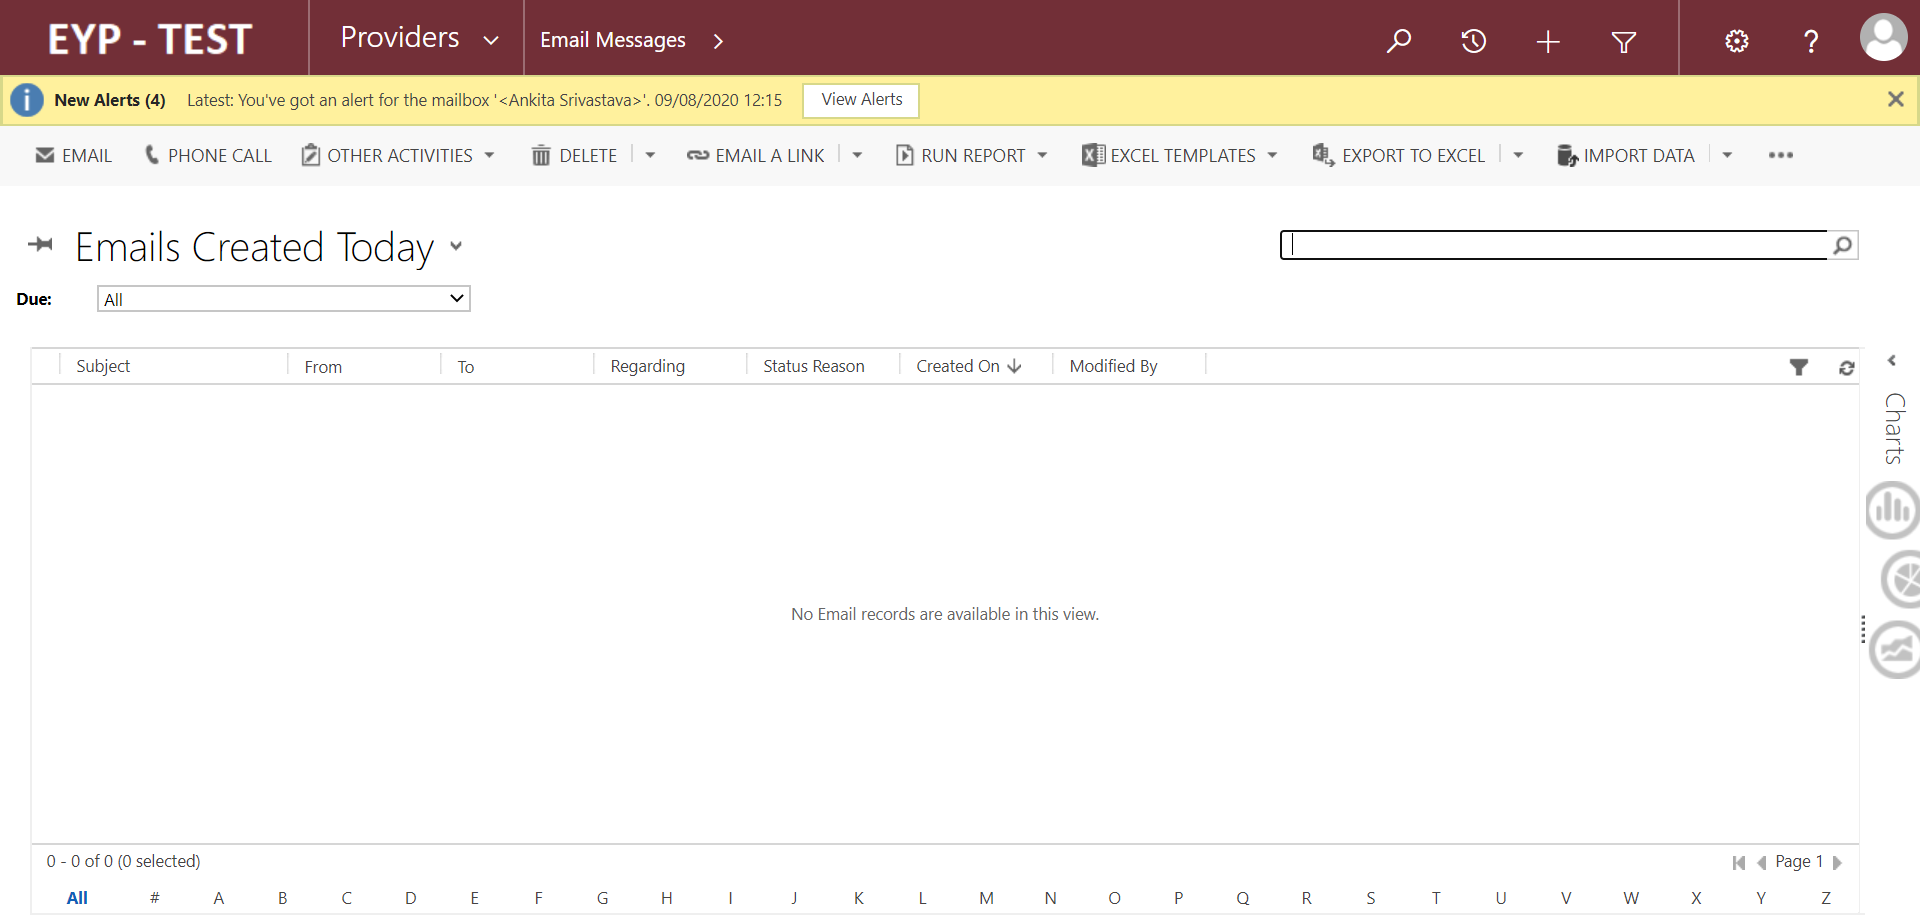 EYP - TEST Providers Email Messages
New Alerts (4) Latest: You've got an alert for the mailbox '<Ankita Srivastava>'. 09/08/2020 12:15 View Alerts
EMAIL PHONE CALL OTHER ACTIVITIES DELETE EMAIL A LINK RUN REPORT EXCEL TEMPLATES EXPORT TO EXCEL IMPORT DATA
Emails Created Today
Due: All
Subject From To Regarding Status Reason Created On Modified By
Charts
No Email records are available in this view.
0 - 0 of 0 (0 selected) Page 1
All # A B C D E F G H I J K L M N O P Q R S T U V W X Y Z